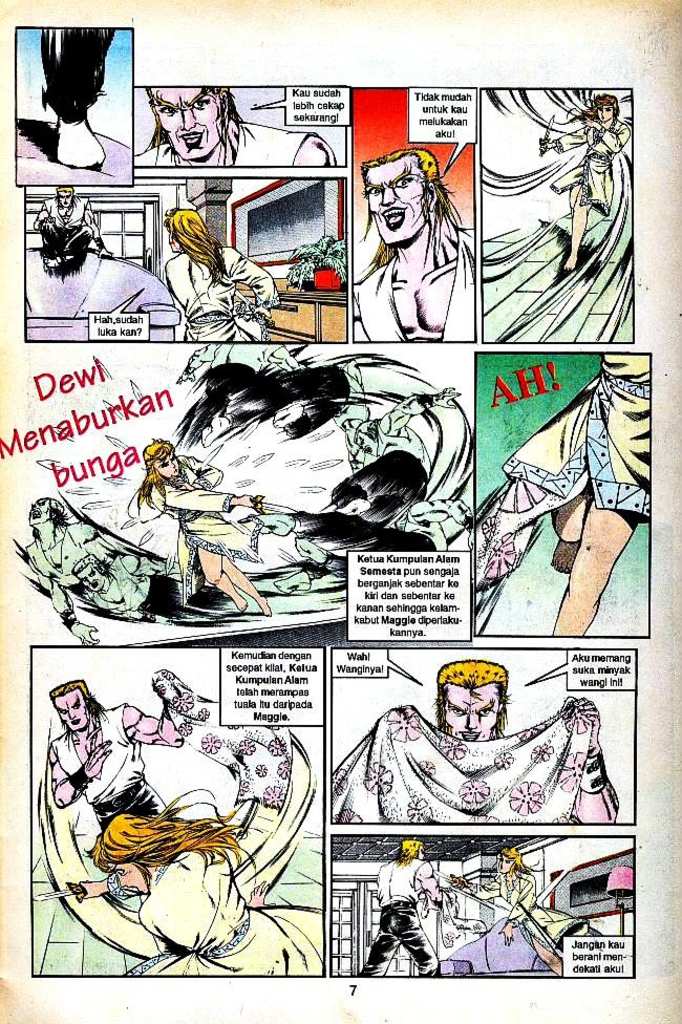 Kau sudah
lebih cekap
sekarang!
Hah,sudah
luka kan?
Tidak mudah
untuk kau
melukakan
aku!
Dewi
Menaburkan
bunga
AH!
Ketua Kumpulan Alam
Semesta pun sengaja
berganjak sebentar ke
kiri dan sebentar ke
kanan sehingga kelam-
kabut Maggie diperlaku-
kannya.
Kemudian dengan
secepat kilat, Ketua
Kumpulan Alam
telah merampas
tuala itu daripada
Maggie.
Wah!
Wanginya!
Aku memang
suka minyak
wangi ini!
Jangan kau
berani men-
dekati aku!
7